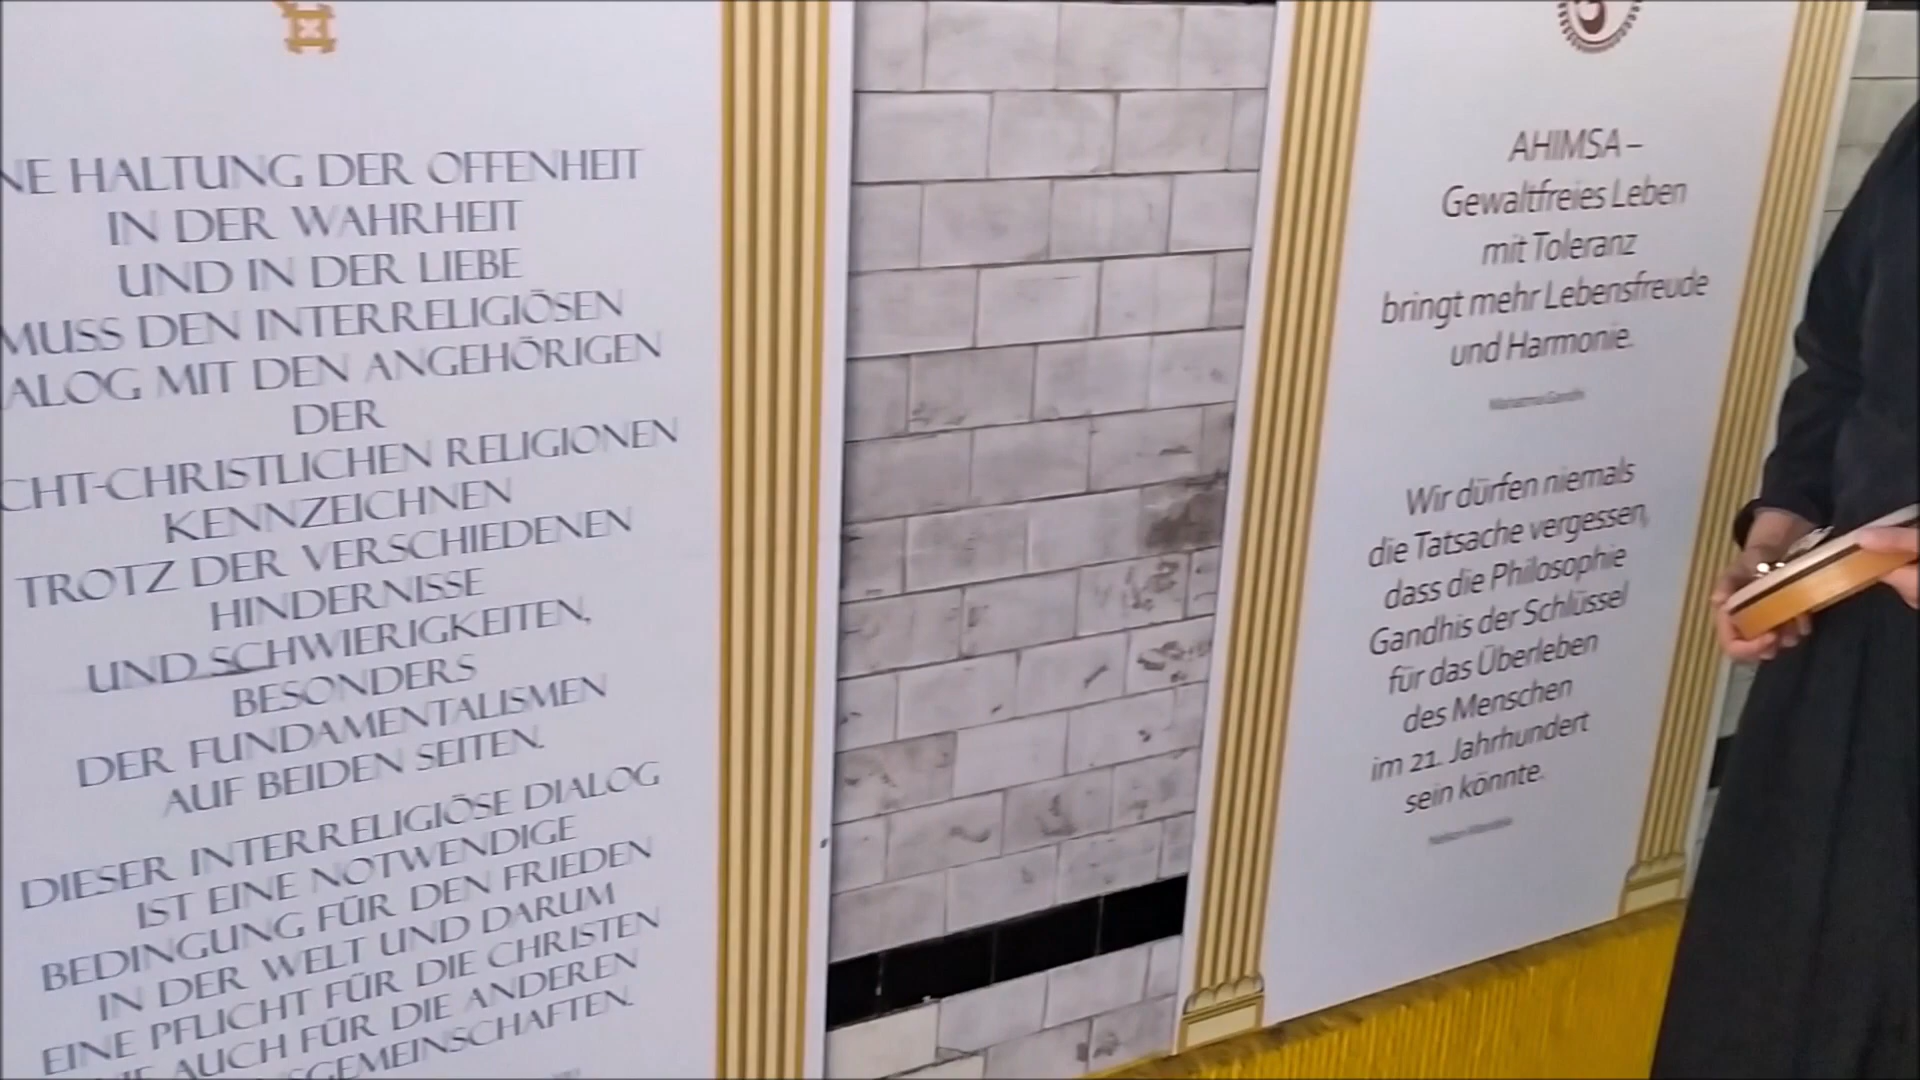 HALTUNG DER OFFENHEIT
IN DER WAHRHEIT
UND IN DER LIEBE
MUSS DEN INTERRELIGIÖSEN
MIT DEN ANGEHÖRIGEN
DER
CHT-CHRISTLICHEN RELIGIONEN
KENNZEICHNEN
TROTZ DER VERSCHIEDENEN
HINDERNISSE
UND SCHWIERIGKEITEN,
BESONDERS
DER FUNDAMENTALISMEN
AUF BEIDEN SEITEN.
DIESER INTERRELIGIÖSE DIALOG
IST EINE NOTWENDIGE
BEDINGUNG FÜR DEN FRIEDEN
IN DER WELT UND DARUM
EINE PFLICHT FÜR DIE CHRISTEN
AUCH FÜR DIE ANDEREN
GEMEINSCHAFTEN.
AHIMSA –
Gewaltfreies Leben
mit Toleranz
bringt mehr Lebensfreude
und Harmonie.
Mahatma Gandhi
Wir dürfen niemals
die Tatsache vergessen,
dass die Philosophie
Gandhis der Schlüssel
für das Überleben
des Menschen
im 21. Jahrhundert
sein könnte.
Nelson Mandela